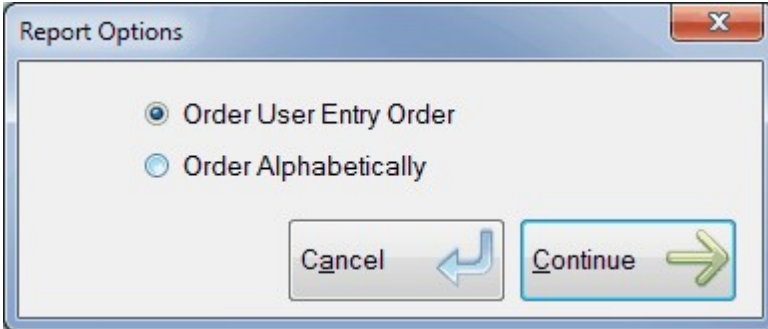 Report Options
Order User Entry Order
Order Alphabetically
Cancel
Continue